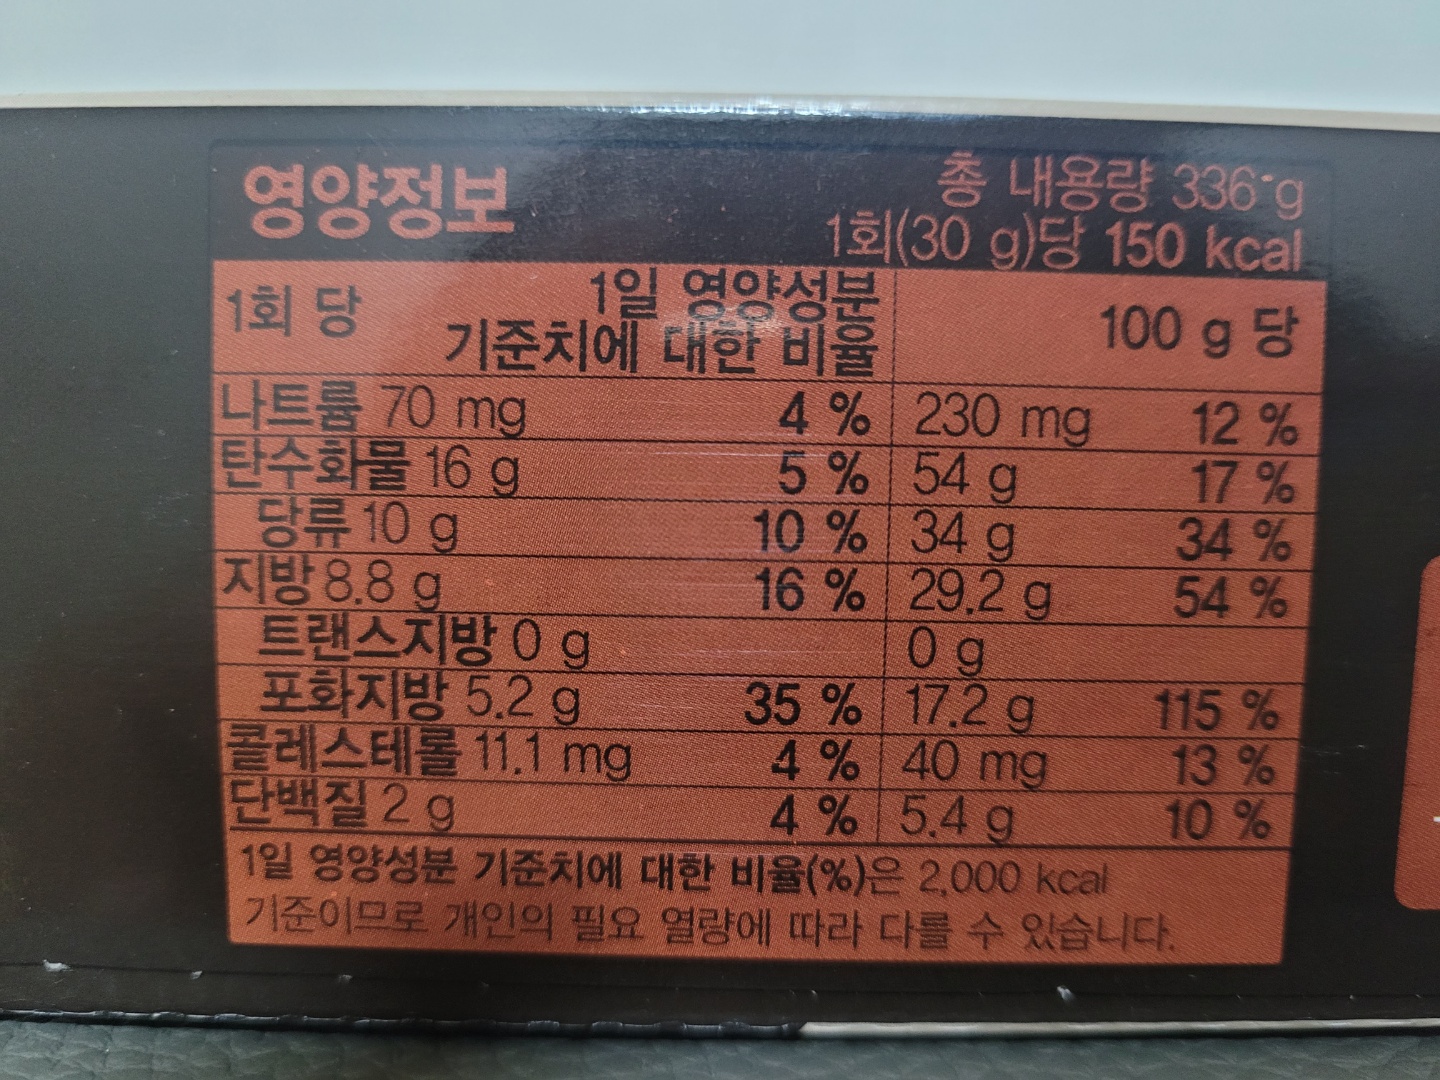 영양정보
총 내용량 336 g
1회(30 g)당 150 kcal
1회 당 1일 영양성분 기준치에 대한 비율 100 g 당
나트륨 70 mg 4 % 230 mg 12 %
탄수화물 16 g 5 % 54 g 17 %
당류 10 g 10 % 34 g 34 %
지방 8.8 g 16 % 29.2 g 54 %
트랜스지방 0 g 0 g
포화지방 5.2 g 35 % 17.2 g 115 %
콜레스테롤 11.1 mg 4 % 40 mg 13 %
단백질 2 g 4 % 5.4 g 10 %
1일 영양성분 기준치에 대한 비율(%)은 2,000 kcal
기준이므로 개인의 필요 열량에 따라 다를 수 있습니다.